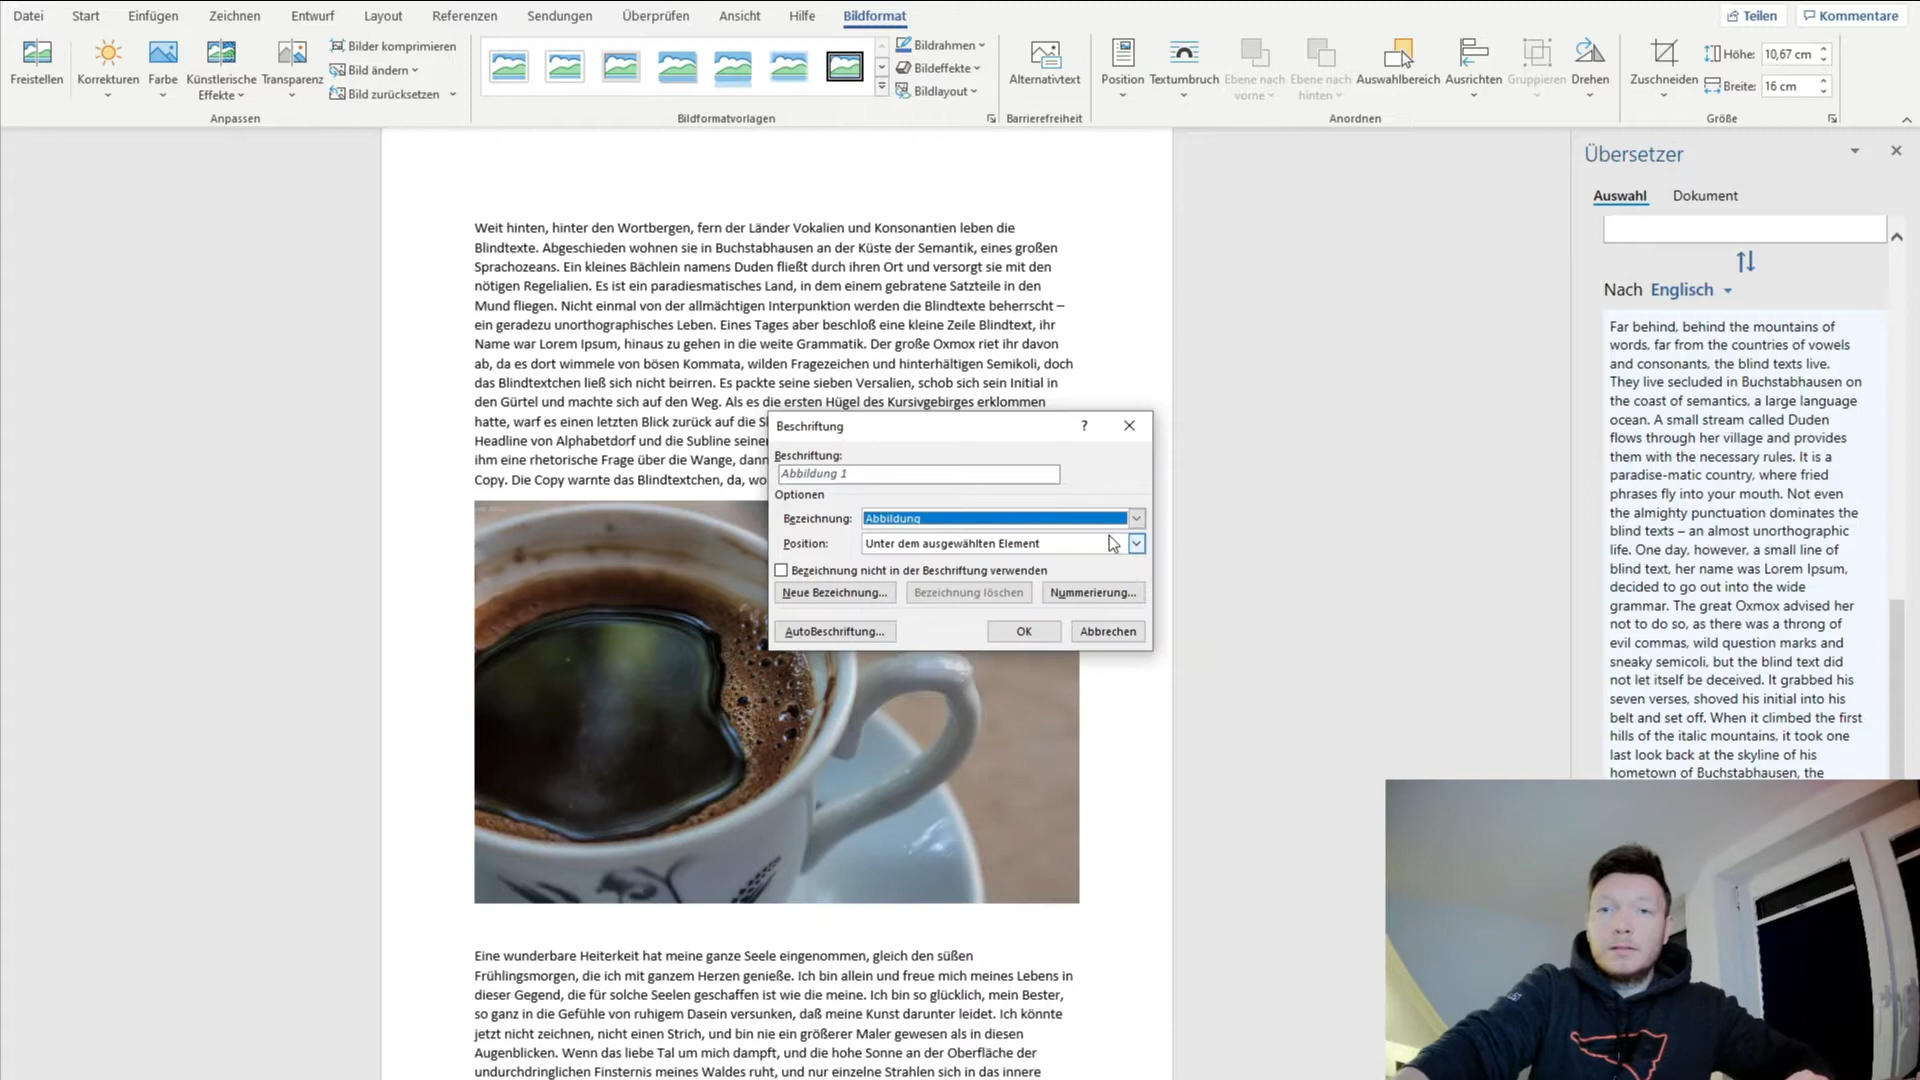 Datei Start Einfügen Zeichnen Entwurf Layout Referenzen Sendungen Überprüfen Ansicht Hilfe Bildformat Teilen Kommentare
Freistellen Korrekturen Farbe Künstlerische Effekte Transparenz
Bilder komprimieren
Bild ändern
Bild zurücksetzen
Anpassen
Bildformatvorlagen
Bildrahmen
Bildeffekte
Bildlayout
Alternativtext
Barrierefreiheit
Position Textumbruch Ebene nach vorne Ebene nach hinten Auswahlbereich Ausrichten Gruppieren Drehen
Anordnen
Zuschneiden
Höhe: 10,67 cm
Breite: 16 cm
Größe
Weit hinten, hinter den Wortbergen, fern der Länder Vokalien und Konsonantien leben die
Blindtexte. Abgeschieden wohnen sie in Buchstabhausen an der Küste der Semantik, eines großen
Sprachozeans. Ein kleines Bächlein namens Duden fließt durch ihren Ort und versorgt sie mit den
nötigen Regelialien. Es ist ein paradiesmatisches Land, in dem einem gebratene Satzteile in den
Mund fliegen. Nicht einmal von der allmächtigen Interpunktion werden die Blindtexte beherrscht –
ein geradezu unorthographisches Leben. Eines Tages aber beschloß eine kleine Zeile Blindtext, ihr
Name war Lorem Ipsum, hinaus zu gehen in die weite Grammatik. Der große Oxmox riet ihr davon
ab, da es dort wimmele von bösen Kommata, wilden Fragezeichen und hinterhältigen Semikoli, doch
das Blindtextchen ließ sich nicht beirren. Es packte seine sieben Versalien, schob sich sein Initial in
den Gürtel und machte sich auf den Weg. Als es die ersten Hügel des Kursivgebirges erklommen
hatte, warf es einen letzten Blick zurück auf die
Headline von Alphabetdorf und die Subline seiner
ihm eine rhetorische Frage über die Wange, dann
Copy. Die Copy warnte das Blindtextchen, da, wo
Beschriftung ?
Beschriftung:
Abbildung 1
Optionen
Bezeichnung: Abbildung
Position: Unter dem ausgewählten Element
Bezeichnung nicht in der Beschriftung verwenden
Neue Bezeichnung... Bezeichnung löschen Nummerierung...
AutoBeschriftung... OK Abbrechen
Eine wunderbare Heiterkeit hat meine ganze Seele eingenommen, gleich den süßen
Frühlingsmorgen, die ich mit ganzem Herzen genieße. Ich bin allein und freue mich meines Lebens in
dieser Gegend, die für solche Seelen geschaffen ist wie die meine. Ich bin so glücklich, mein Bester,
so ganz in die Gefühle von ruhigem Dasein versunken, daß meine Kunst darunter leidet. Ich könnte
jetzt nicht zeichnen, nicht einen Strich, und bin nie ein größerer Maler gewesen als in diesen
Augenblicken. Wenn das liebe Tal um mich dampft, und die hohe Sonne an der Oberfläche der
undurchdringlichen Finsternis meines Waldes ruht, und nur einzelne Strahlen sich in das innere
Übersetzer
Auswahl Dokument
Nach Englisch
Far behind, behind the mountains of
words, far from the countries of vowels
and consonants, the blind texts live.
They live secluded in Buchstabhausen on
the coast of semantics, a large language
ocean. A small stream called Duden
flows through her village and provides
them with the necessary rules. It is a
paradise-matic country, where fried
phrases fly into your mouth. Not even
the almighty punctuation dominates the
blind texts – an almost unorthographic
life. One day, however, a small line of
blind text, her name was Lorem Ipsum,
decided to go out into the wide
grammar. The great Oxmox advised her
not to do so, as there was a throng of
evil commas, wild question marks and
sneaky semicoli, but the blind text did
not let itself be deceived. It grabbed his
seven verses, shoved his initial into his
belt and set off. When it climbed the first
hills of the italic mountains, it took one
last look back at the skyline of his
hometown of Buchstabhausen, the